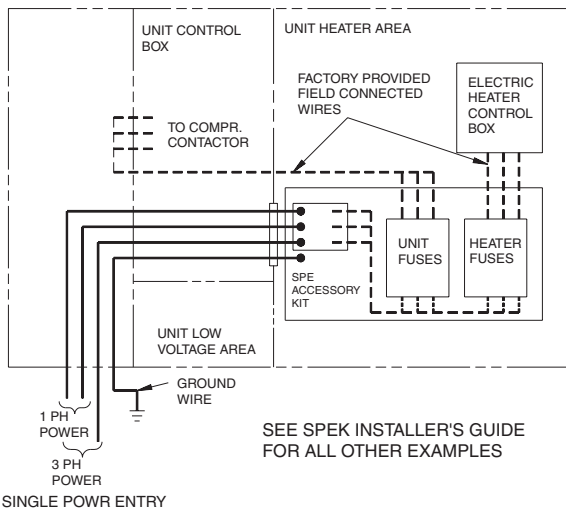 UNIT CONTROL
BOX
UNIT HEATER AREA
FACTORY PROVIDED
FIELD CONNECTED
WIRES
ELECTRIC
HEATER
CONTROL
BOX
TO COMPR.
CONTACTOR
UNIT
FUSES
HEATER
FUSES
SPE
ACCESSORY
KIT
UNIT LOW
VOLTAGE AREA
GROUND
WIRE
1 PH
POWER
3 PH
POWER
SEE SPEK INSTALLER'S GUIDE
FOR ALL OTHER EXAMPLES
SINGLE POWR ENTRY